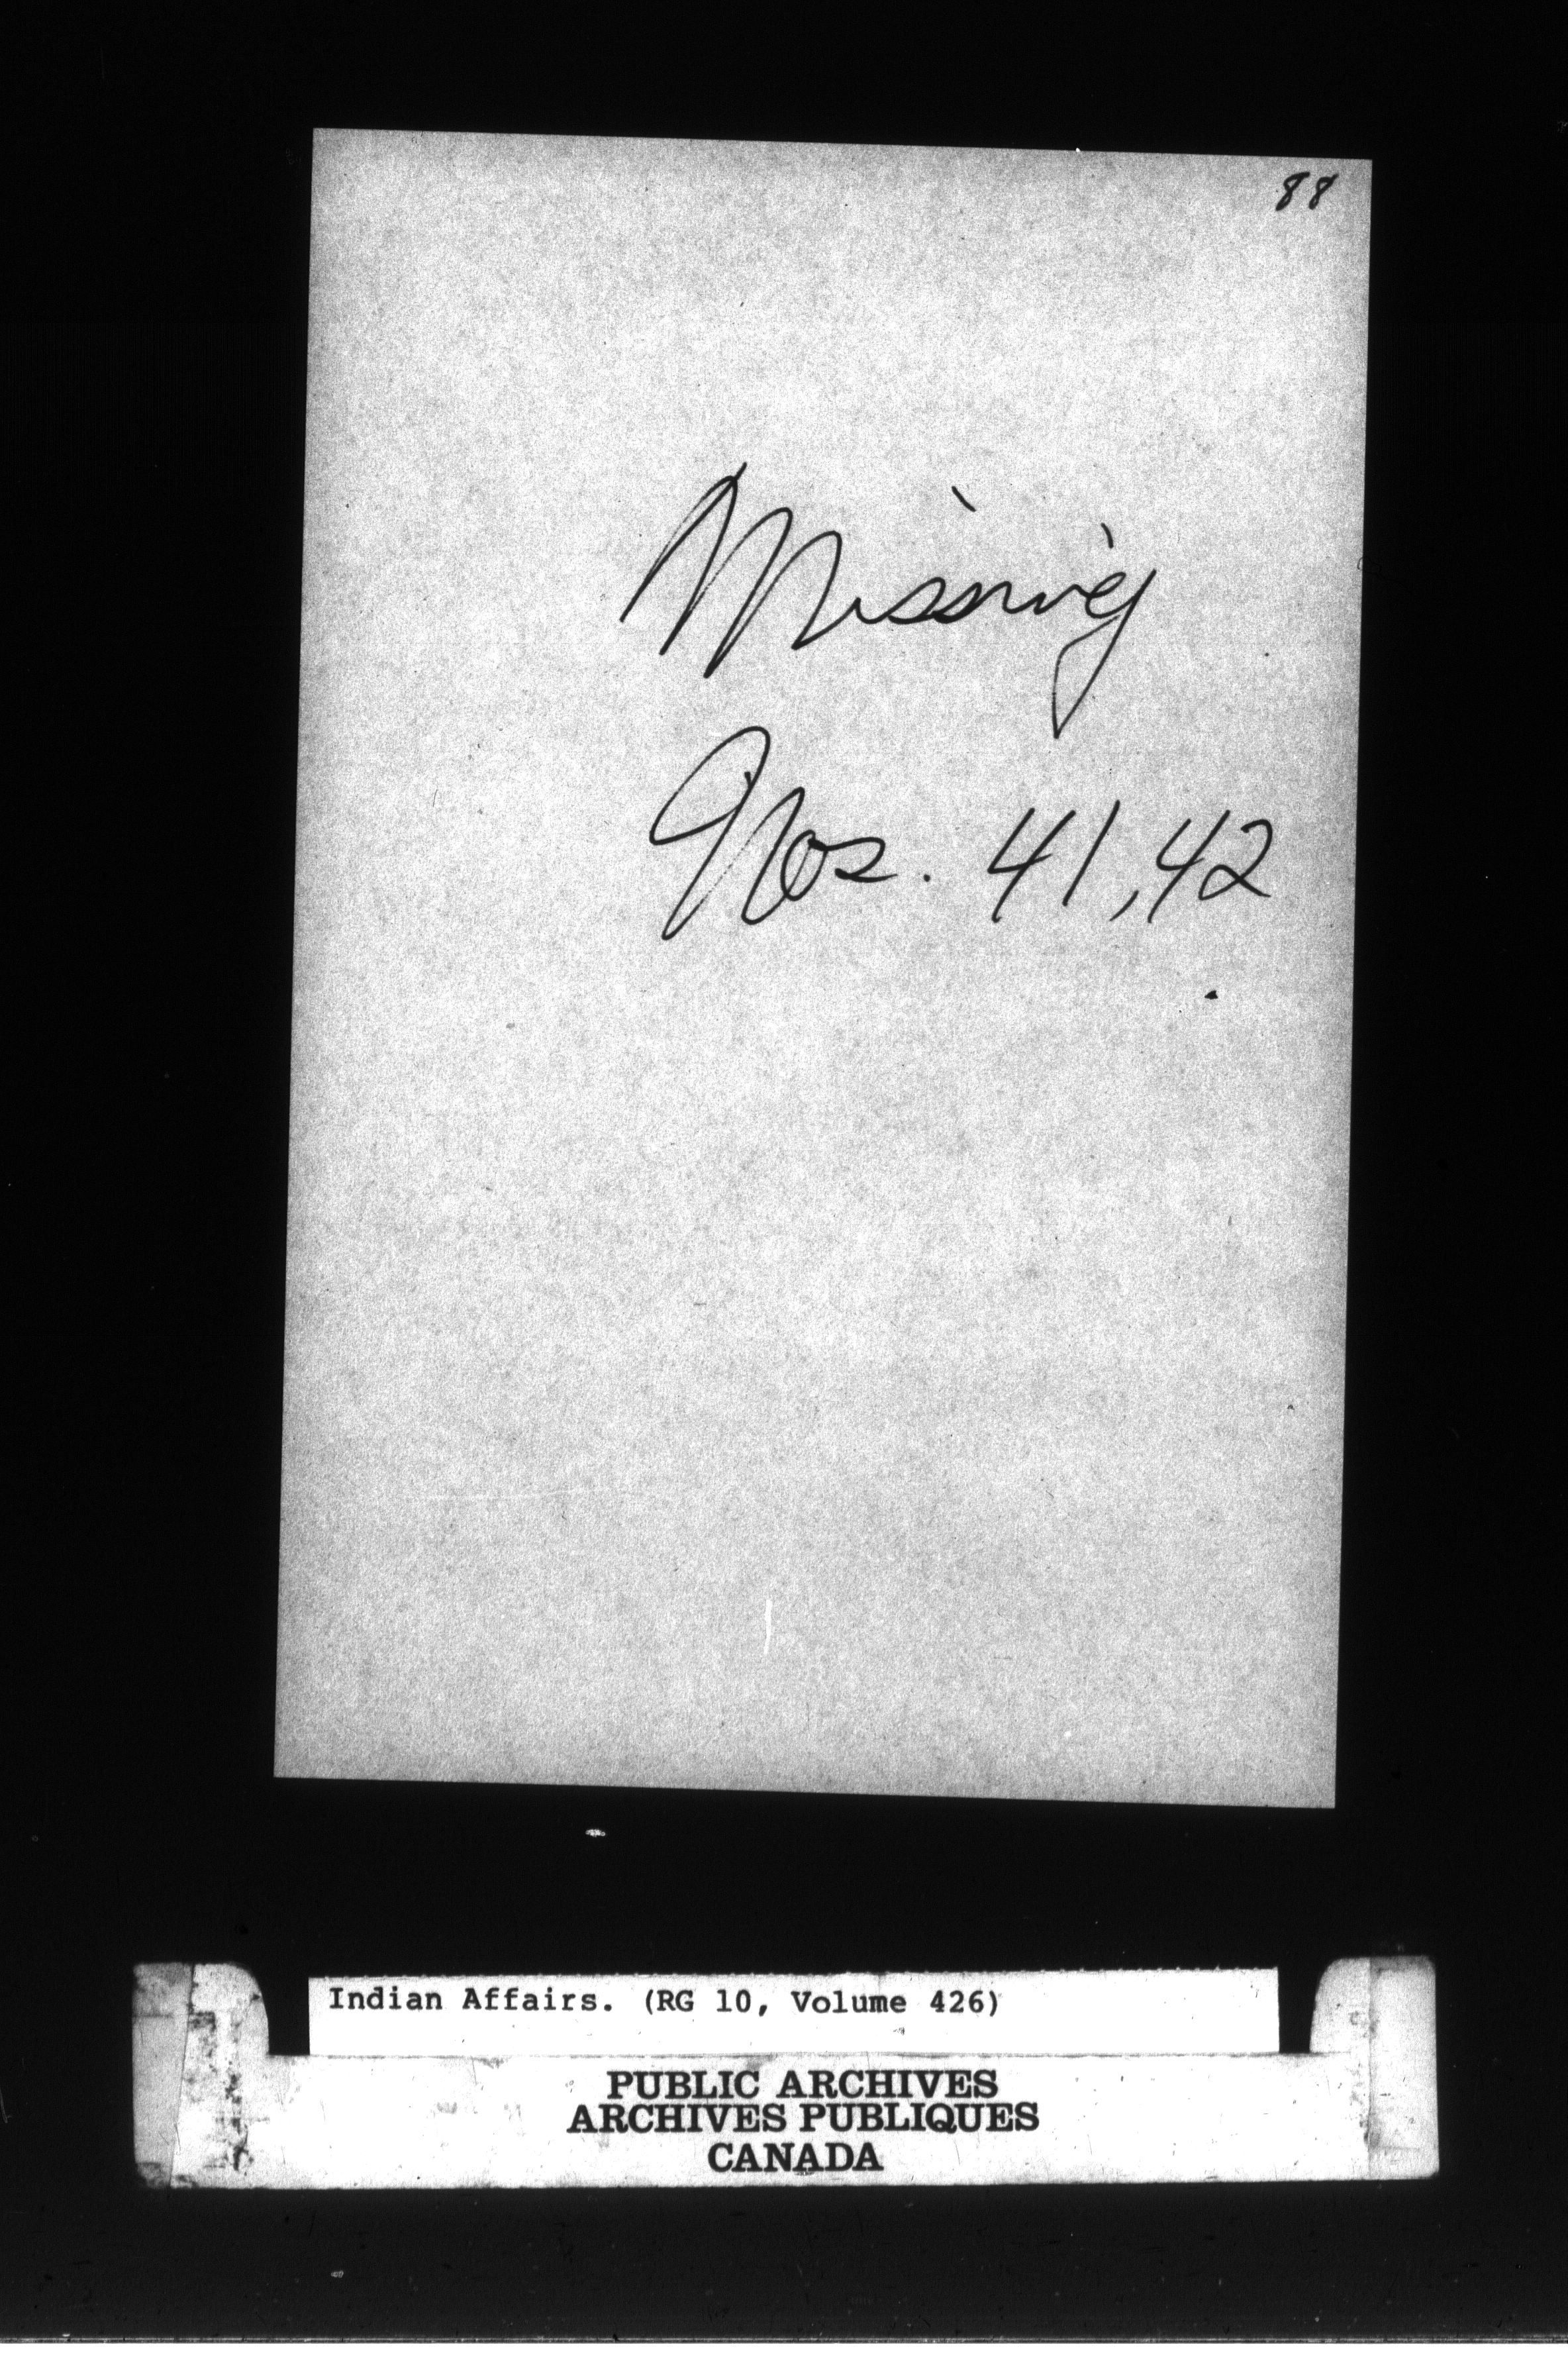 88
Missing
Nos. 41, 42
Indian Affairs. (RG 10, Volume 426)
PUBLIC ARCHIVES
ARCHIVES PUBLIQUES
CANADA